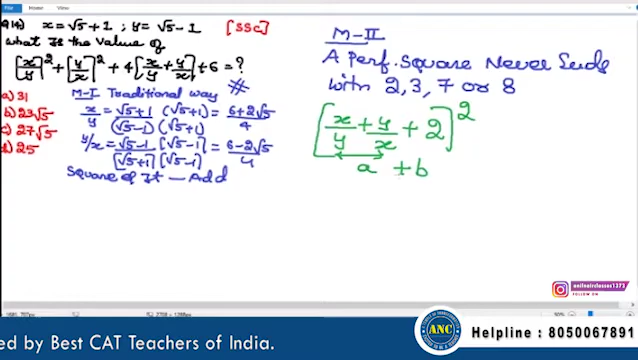 File Home View
Q14) x = √5 + 1 ; y = √5 - 1 [SSC]
what Is the value of
[x/y]² + [y/x]² + 4[x/y + y/x] + 6 = ?
a) 31
b) 23√5
c) 27√5
d) 25
M-I Traditional way
x/y = √5+1/(√5-1) (√5+1)/(√5+1) = 6+2√5/4
y/x = √5-1/[√5+1] [√5-1]/[√5-1] = 6-2√5/4
Square of It — Add
M-II
A Perf. Square Never Ends
with 2, 3, 7 or 8
[x/y + y/x + 2]²
a + b
anilnairclasses1373
FOLLOW ON
ed by Best CAT Teachers of India.
ANC
Helpline : 8050067891